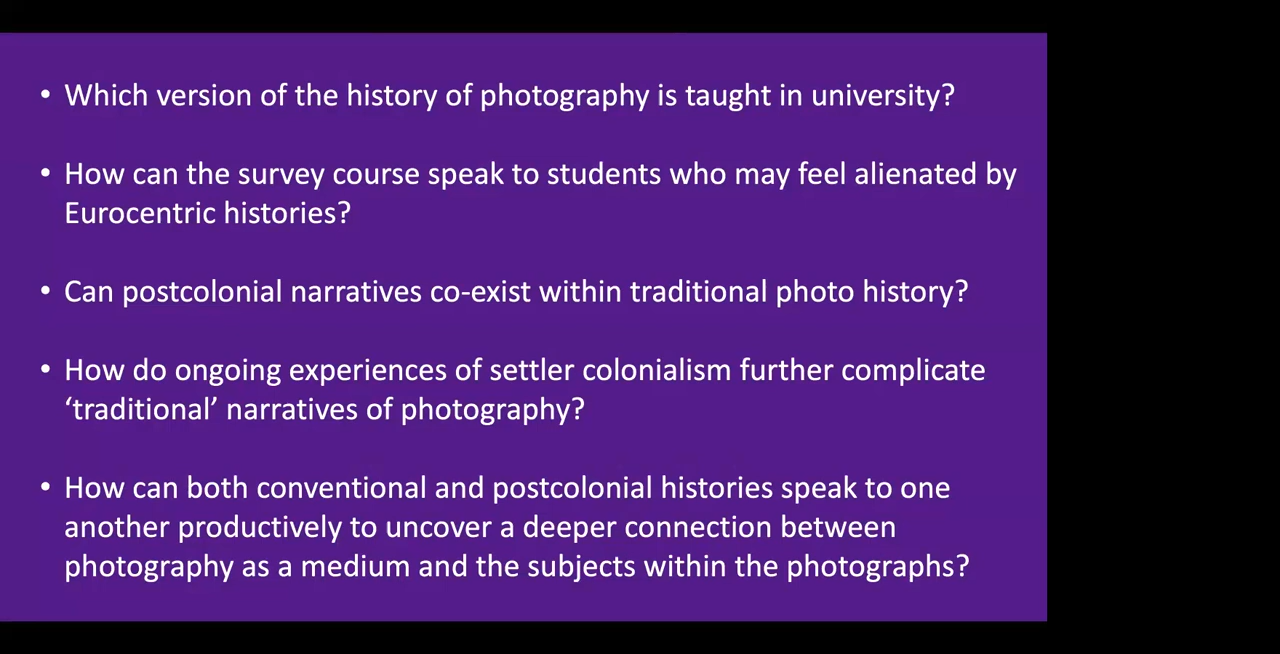 • Which version of the history of photography is taught in university?
• How can the survey course speak to students who may feel alienated by
Eurocentric histories?
• Can postcolonial narratives co-exist within traditional photo history?
• How do ongoing experiences of settler colonialism further complicate
‘traditional’ narratives of photography?
• How can both conventional and postcolonial histories speak to one
another productively to uncover a deeper connection between
photography as a medium and the subjects within the photographs?